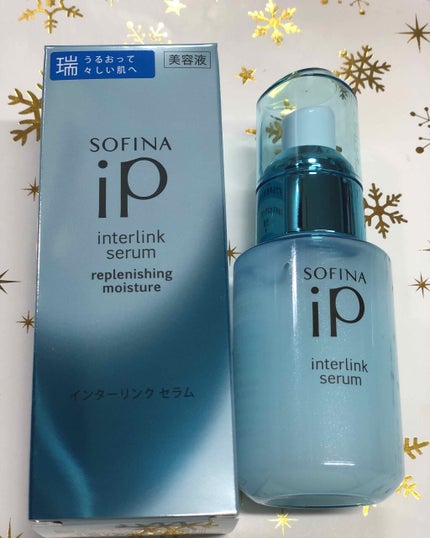 瑞 うるおって
々しい肌へ
美容液
SOFINA
iP
interlink
serum
replenishing
moisture
インターリンク セラム
SOFINA
iP
interlink
serum